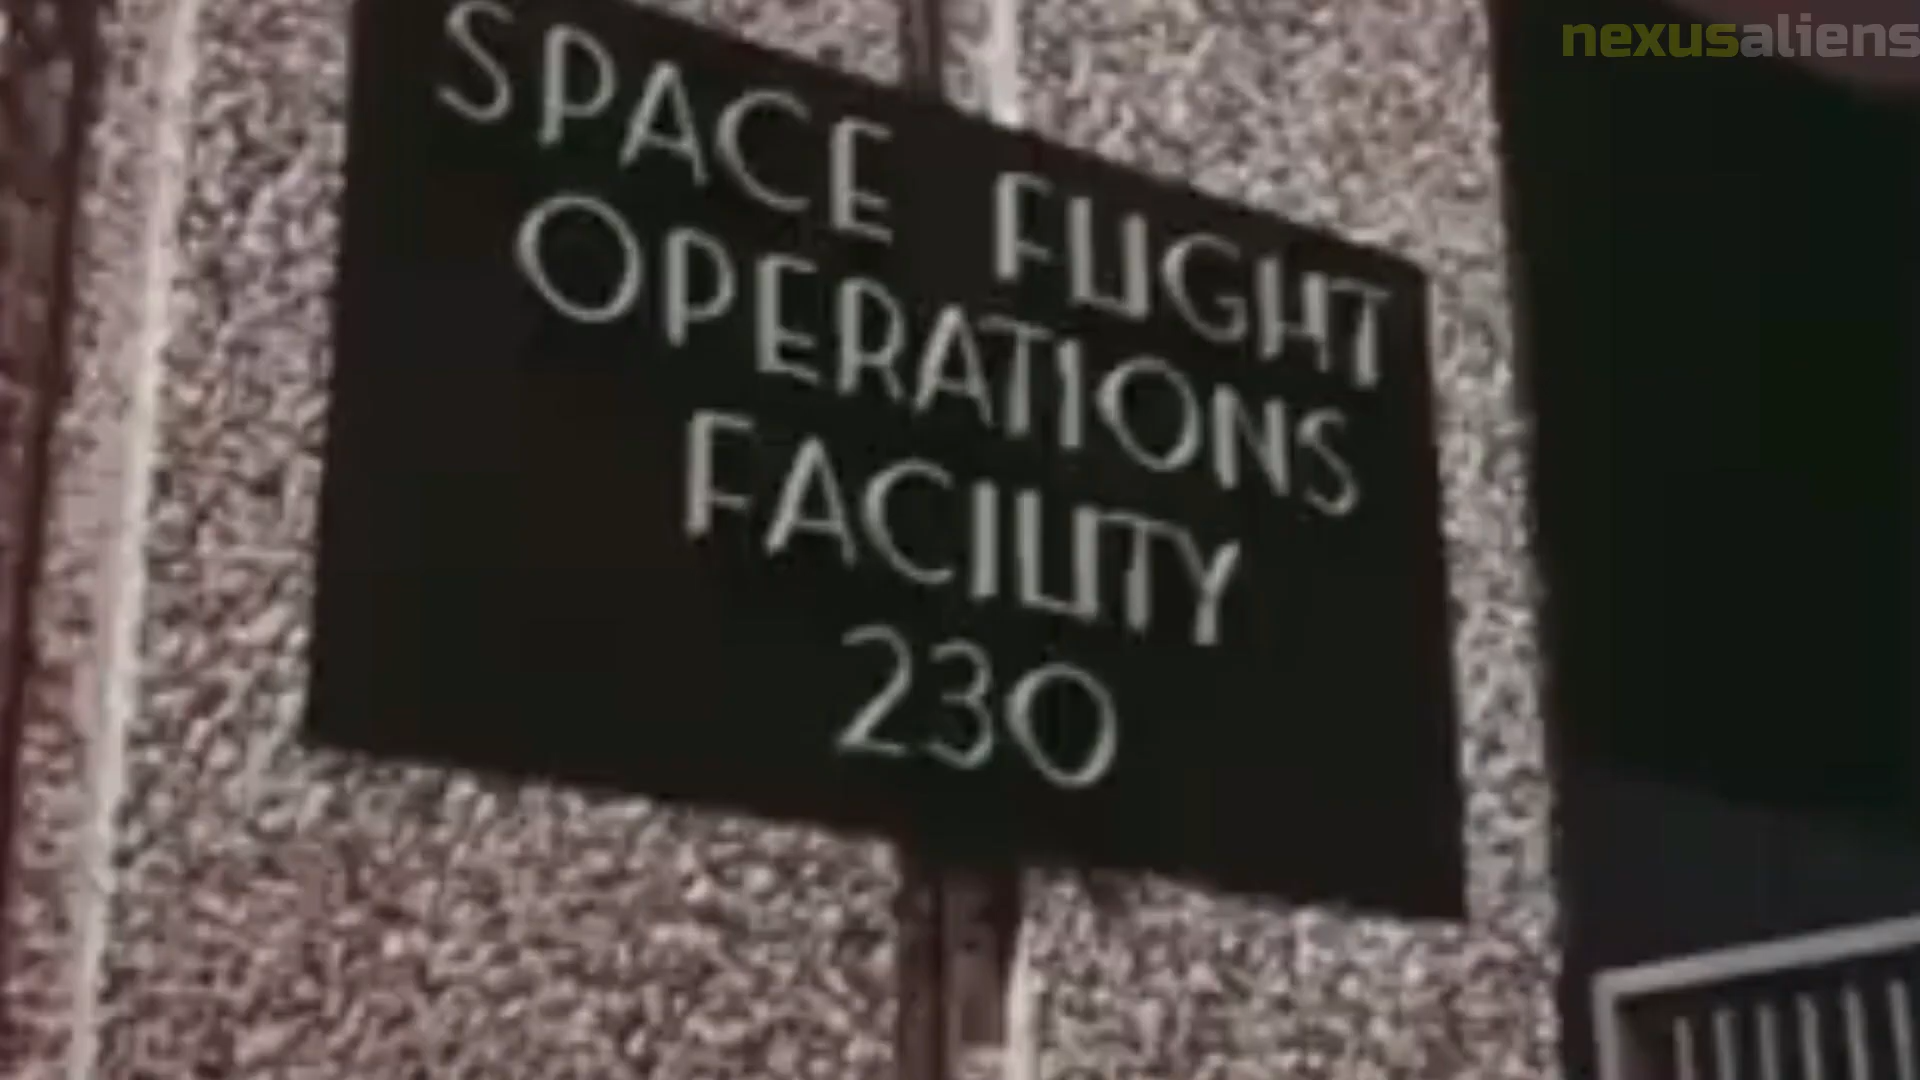 nexusaliens
SPACE FLIGHT
OPERATIONS
FACILITY
230